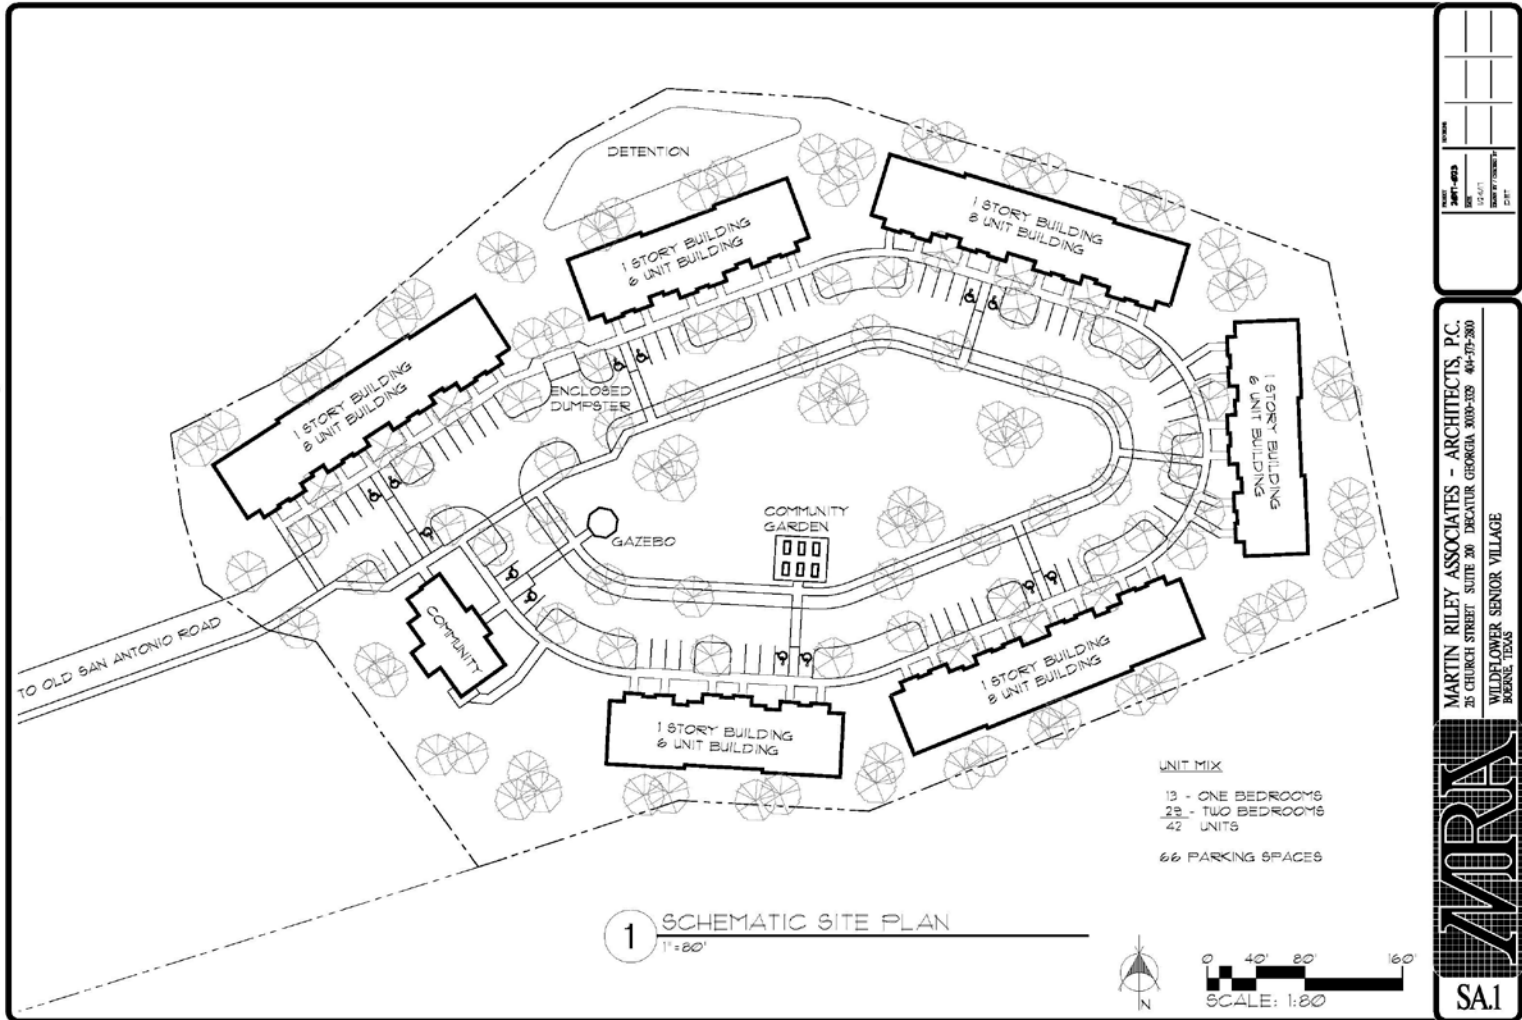 DETENTION
1 STORY BUILDING
6 UNIT BUILDING
1 STORY BUILDING
8 UNIT BUILDING
1 STORY BUILDING
8 UNIT BUILDING
ENCLOSED
DUMPSTER
1 STORY BUILDING
6 UNIT BUILDING
COMMUNITY
GARDEN
GAZEBO
COMMUNITY
TO OLD SAN ANTONIO ROAD
1 STORY BUILDING
8 UNIT BUILDING
1 STORY BUILDING
6 UNIT BUILDING
UNIT MIX
13 - ONE BEDROOMS
29 - TWO BEDROOMS
42 UNITS
66 PARKING SPACES
1
SCHEMATIC SITE PLAN
1"=80'
N
0 40' 80' 160'
SCALE: 1:80
PROJECT
DATE
MARTIN RILEY ASSOCIATES - ARCHITECTS, P.C.
215 CHURCH STREET SUITE 200 DECATUR GEORGIA 30030-3329 404-373-2800
WILDFLOWER SENIOR VILLAGE
BOERNE, TEXAS
MRA
SA.1